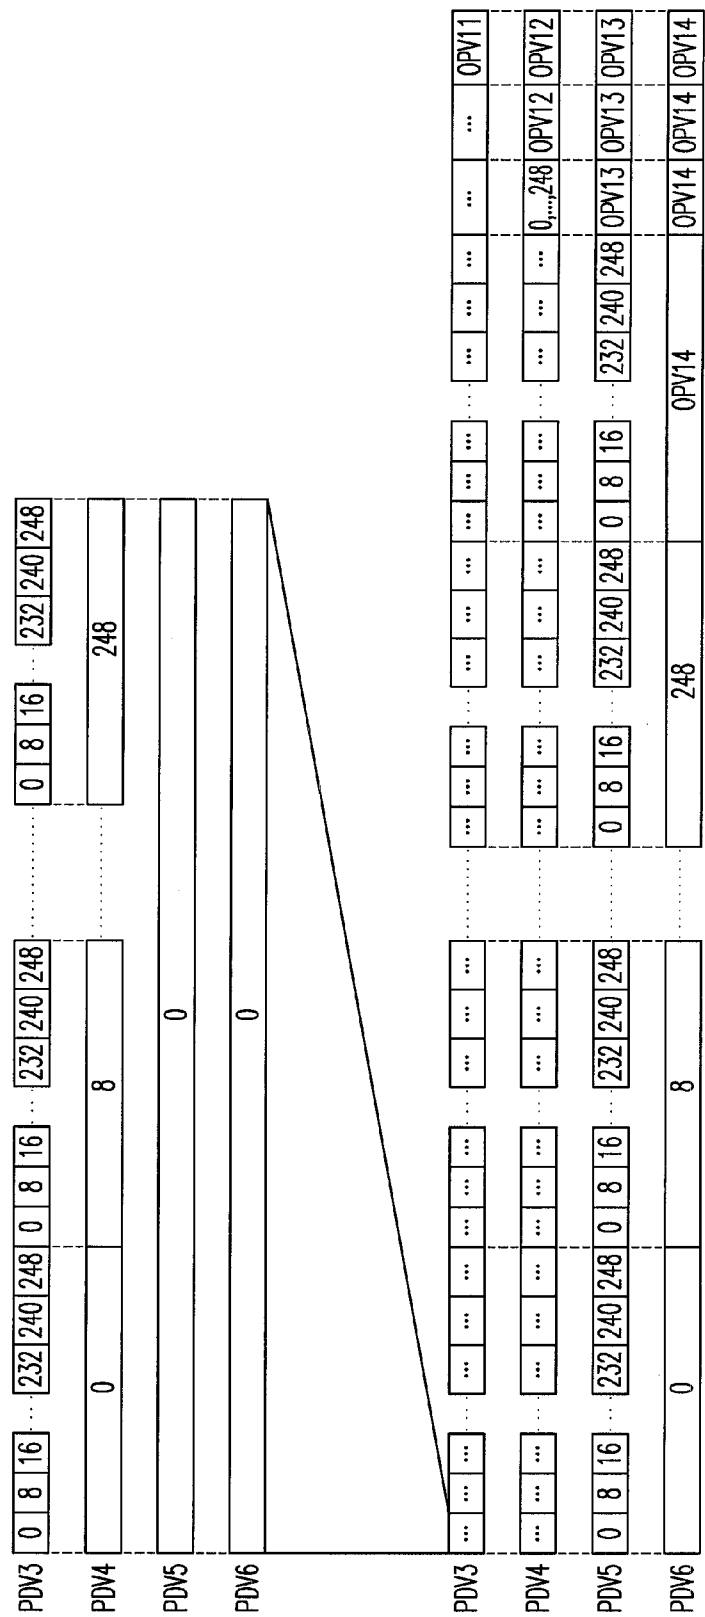 PDV3 0 8 16 ..... 232 240 248 0 8 16 ..... 232 240 248 ......... 0 8 16 ..... 232 240 248
PDV4 0 8 ......... 248
PDV5 0
PDV6 0
PDV3 ... ... ... ..... ... ... ... ... ... ... ..... ... ... ... ......... ... ... ... ..... ... ... ... ... ... ... ..... ... ... ... ... ... OPV11
PDV4 ... ... ... ..... ... ... ... ... ... ... ..... ... ... ... ......... ... ... ... ..... ... ... ... ... ... ... ..... ... ... ... 0,...,248 OPV12 OPV12
PDV5 0 8 16 ..... 232 240 248 0 8 16 ..... 232 240 248 ......... 0 8 16 ..... 232 240 248 0 8 16 ..... 232 240 248 OPV13 OPV13 OPV13
PDV6 0 8 ......... 248 OPV14 OPV14 OPV14 OPV14